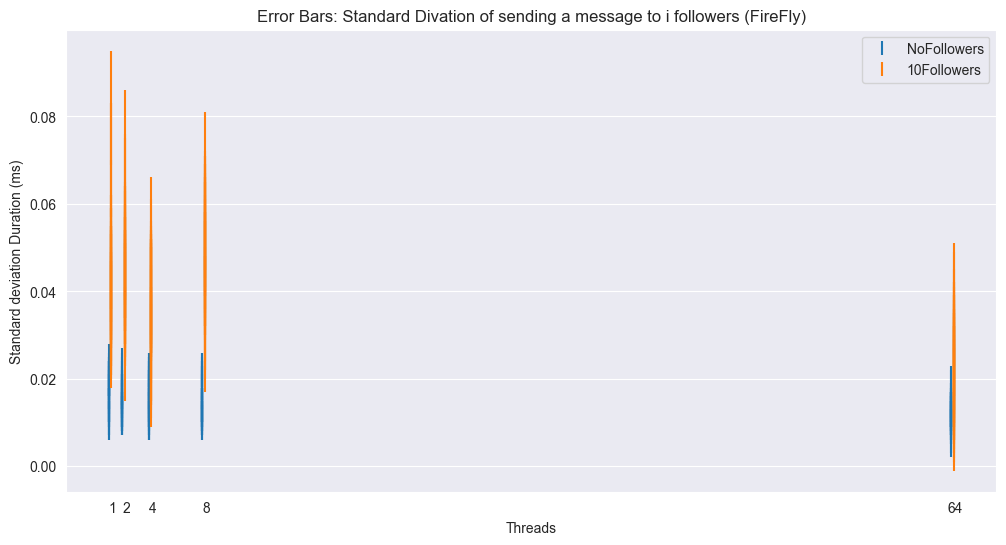 Error Bars: Standard Divation of sending a message to i followers (FireFly)
NoFollowers
10Followers
Standard deviation Duration (ms)
0.08
0.06
0.04
0.02
0.00
1 2 4 8 64
Threads